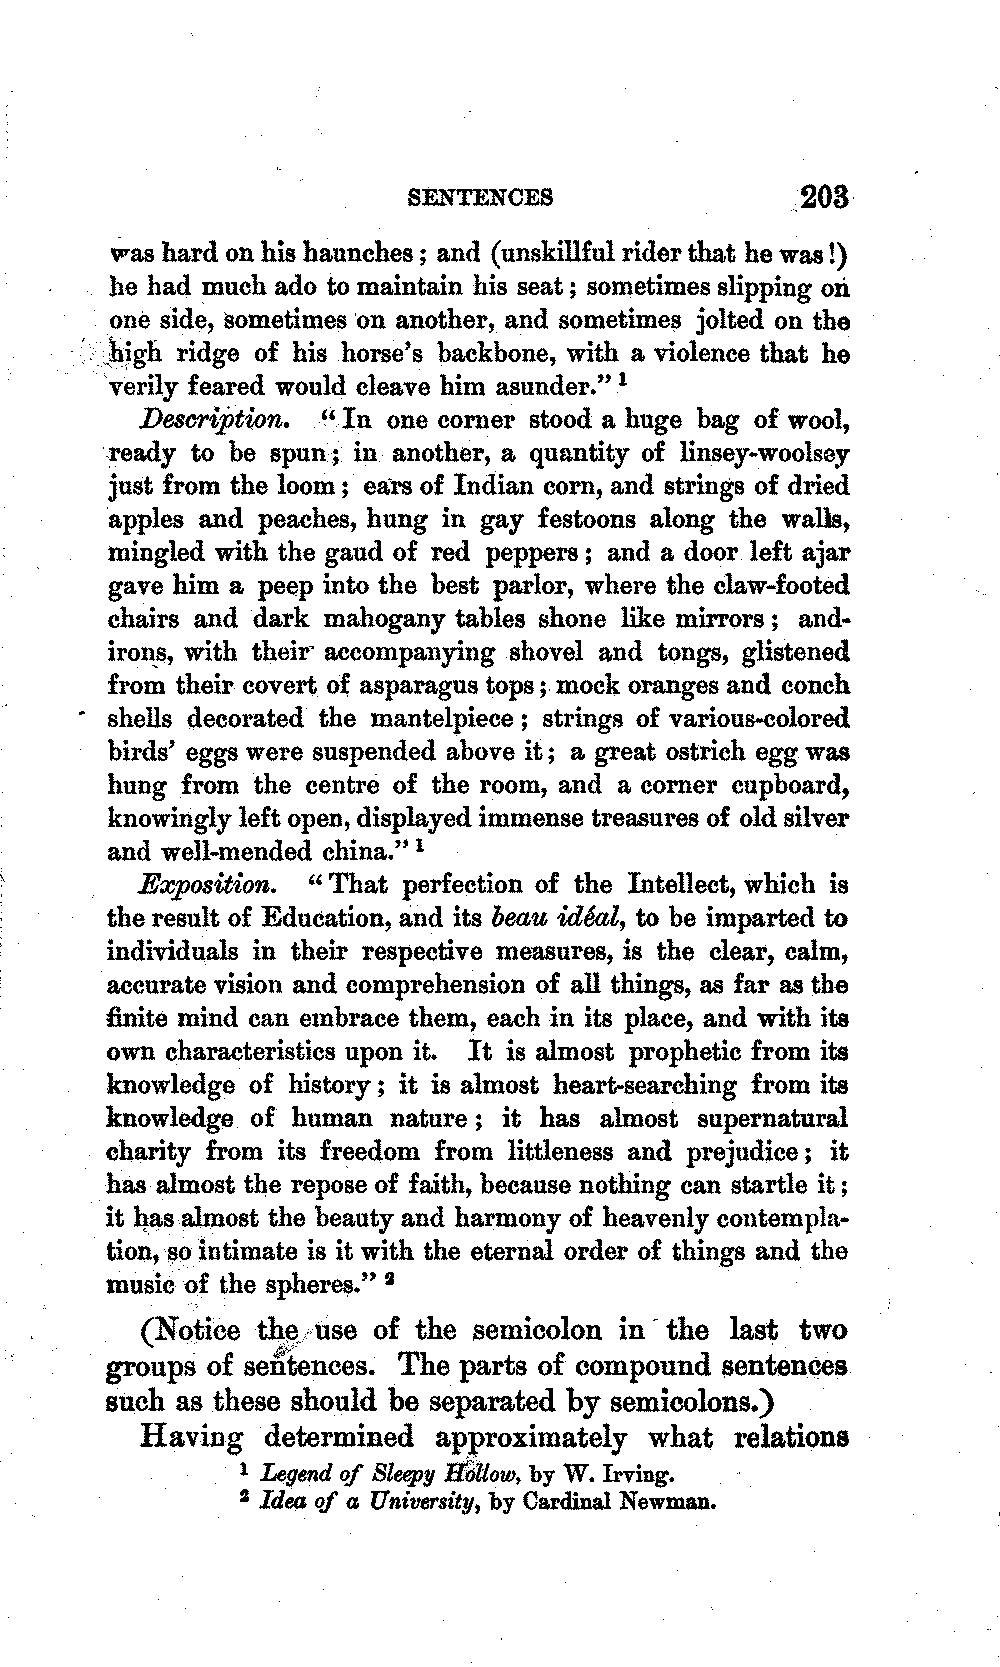 SENTENCES 203
was hard on his haunches; and (unskillful rider that he was!)
he had much ado to maintain his seat; sometimes slipping on
one side, sometimes on another, and sometimes jolted on the
high ridge of his horse's backbone, with a violence that he
verily feared would cleave him asunder." 1
Description. "In one corner stood a huge bag of wool,
ready to be spun; in another, a quantity of linsey-woolsey
just from the loom; ears of Indian corn, and strings of dried
apples and peaches, hung in gay festoons along the walls,
mingled with the gaud of red peppers; and a door left ajar
gave him a peep into the best parlor, where the claw-footed
chairs and dark mahogany tables shone like mirrors; and-
irons, with their accompanying shovel and tongs, glistened
from their covert of asparagus tops; mock oranges and conch
shells decorated the mantelpiece; strings of various-colored
birds' eggs were suspended above it; a great ostrich egg was
hung from the centre of the room, and a corner cupboard,
knowingly left open, displayed immense treasures of old silver
and well-mended china." 1
Exposition. "That perfection of the Intellect, which is
the result of Education, and its beau idéal, to be imparted to
individuals in their respective measures, is the clear, calm,
accurate vision and comprehension of all things, as far as the
finite mind can embrace them, each in its place, and with its
own characteristics upon it. It is almost prophetic from its
knowledge of history; it is almost heart-searching from its
knowledge of human nature; it has almost supernatural
charity from its freedom from littleness and prejudice; it
has almost the repose of faith, because nothing can startle it;
it has almost the beauty and harmony of heavenly contempla-
tion, so intimate is it with the eternal order of things and the
music of the spheres." 2
(Notice the use of the semicolon in the last two
groups of sentences. The parts of compound sentences
such as these should be separated by semicolons.)
Having determined approximately what relations
1 Legend of Sleepy Hollow, by W. Irving.
2 Idea of a University, by Cardinal Newman.